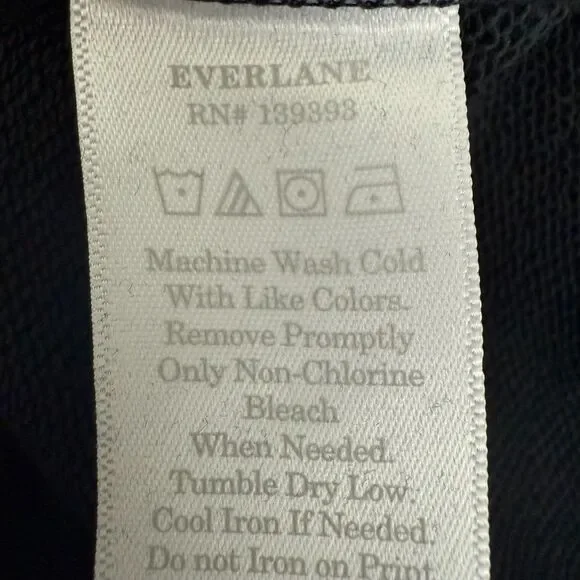 EVERLANE
RN# 139393
Machine Wash Cold
With Like Colors.
Remove Promptly
Only Non-Chlorine
Bleach
When Needed.
Tumble Dry Low.
Cool Iron If Needed.
Do not Iron on Print